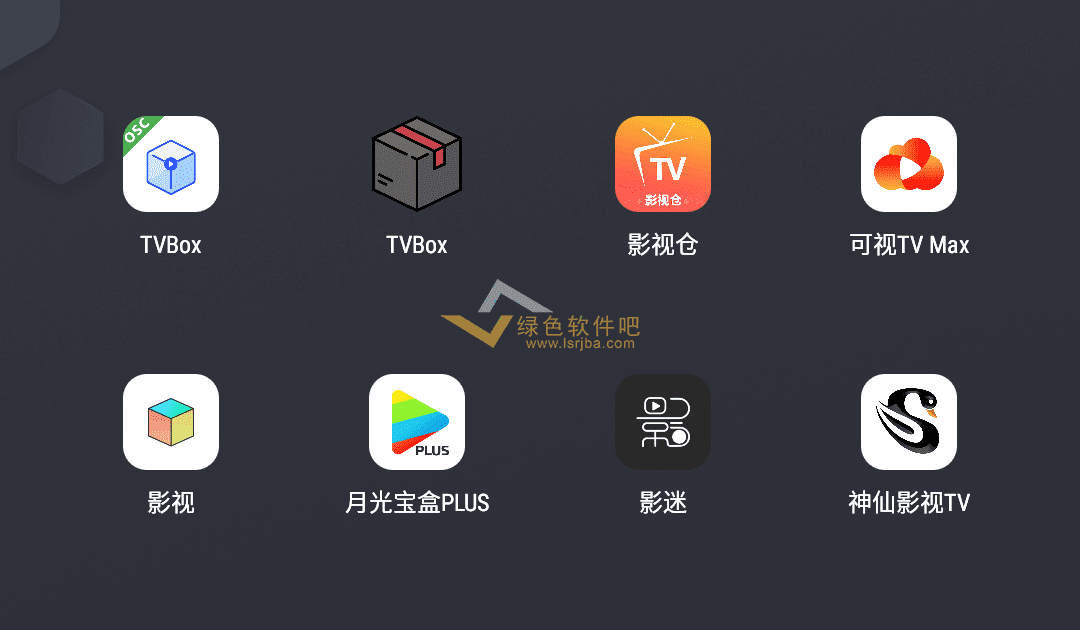 OSC
TVBox
TVBox
TV
影视仓
影视仓
可视TV Max
绿色软件吧
www.lsrjba.com
影视
PLUS
月光宝盒PLUS
影
影迷
神仙影视TV